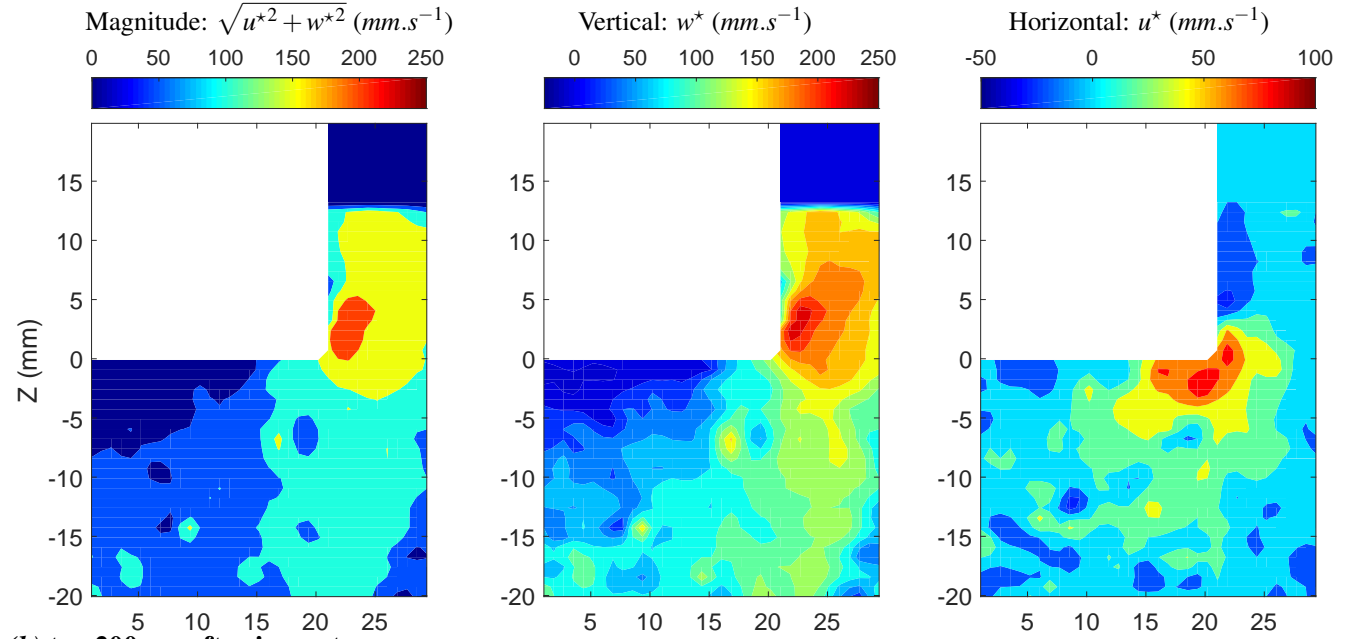 Magnitude: √(u⋆2 + w⋆2) (mm.s−1)
Vertical: w⋆ (mm.s−1)
Horizontal: u⋆ (mm.s−1)
0 50 100 150 200 250
0 50 100 150 200 250
-50 0 50 100
15 15 15
10 10 10
5 5 5
Z (mm)
0 0 0
-5 -5 -5
-10 -10 -10
-15 -15 -15
-20 -20 -20
5 10 15 20 25
5 10 15 20 25
5 10 15 20 25